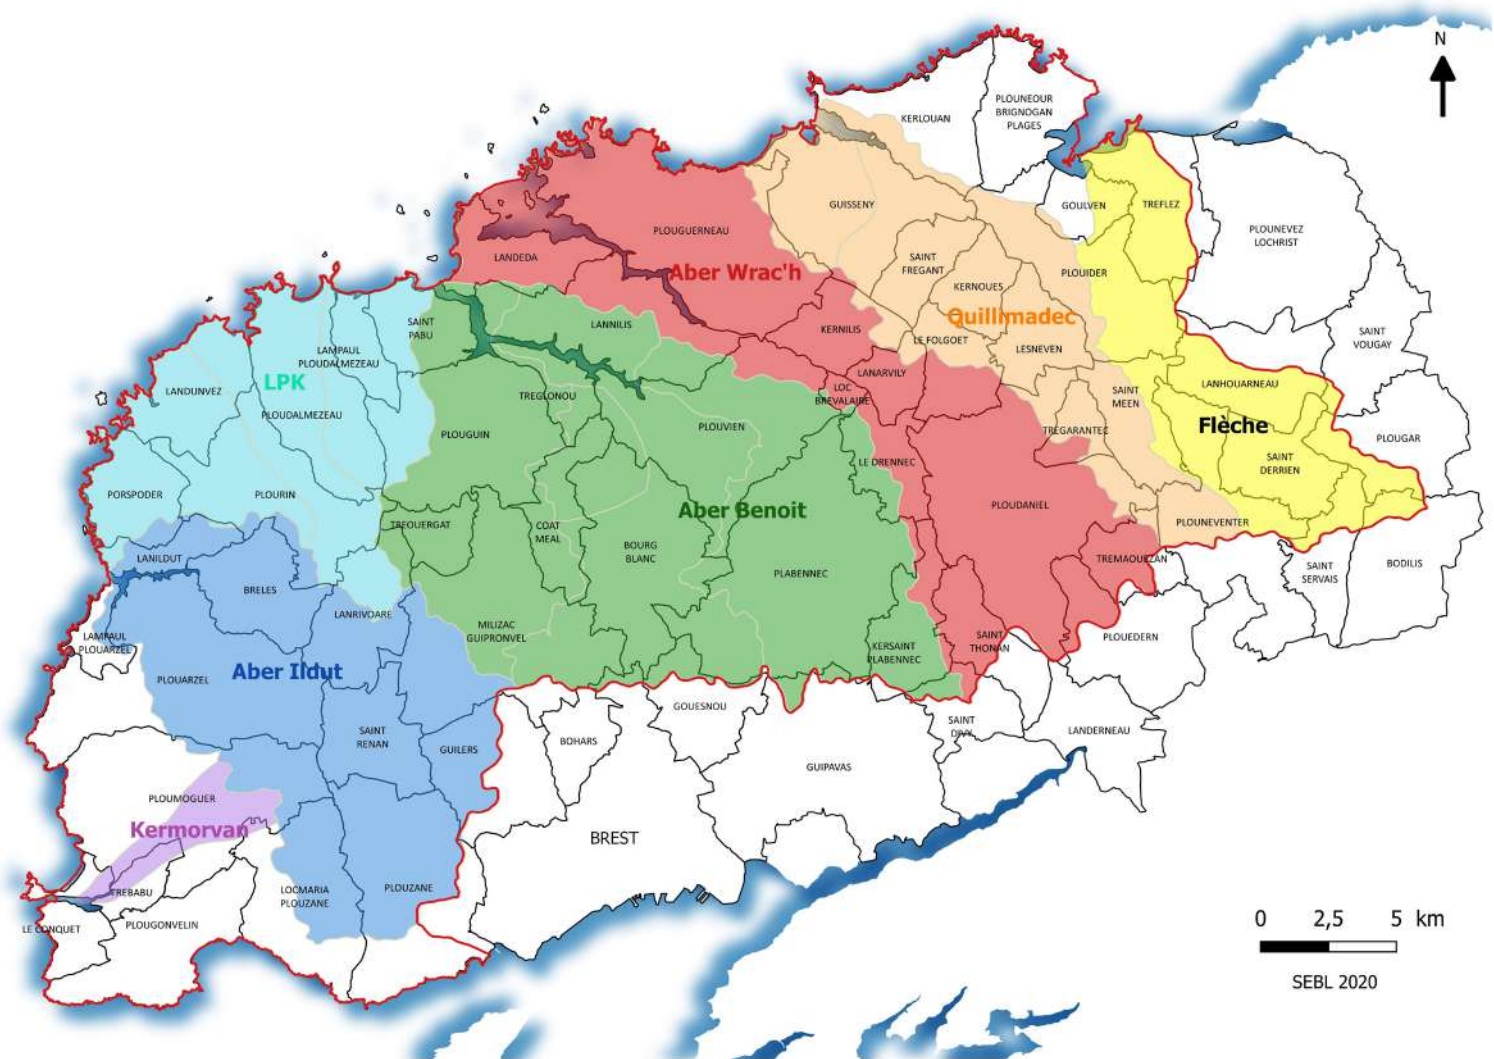 N
PLOUNEOUR
BRIGNOGAN
PLAGES
KERLOUAN
GUISSENY
GOULVEN
TREFLEZ
PLOUNEVEZ
LOCHRIST
PLOUGUERNEAU
LANDEDA
Aber Wrac'h
SAINT
FREGANT
PLOUIDER
KERNOUES
Quillimadec
SAINT
PABU
LANNILIS
KERNILIS
LE FOLGOET
LESNEVEN
SAINT
VOUGAY
LAMPAUL
PLOUDALMEZEAU
LPK
LANDUNVEZ
PLOUDALMEZEAU
TREGLONOU
LOC
BREVALAIRE
LANARVILY
SAINT
MEEN
LANHOUARNEAU
Flèche
PLOUGUIN
PLOUVIEN
TREGARANTEC
PLOUGAR
LE DRENNEC
SAINT
DERRIEN
PORSPODER
PLOURIN
Aber Benoit
PLOUDANIEL
TREOUERGAT
COAT
MEAL
PLOUNEVENTER
BOURG
BLANC
LANILDUT
PLABENNEC
TREMAOUEZAN
SAINT
SERVAIS
BODILIS
BRELES
LANRIVOARE
MILIZAC
GUIPRONVEL
LAMPAUL
PLOUARZEL
KERSAINT
PLABENNEC
SAINT
THONAN
PLOUEDERN
Aber Ildut
PLOUARZEL
GOUESNOU
SAINT
DIVY
LANDERNEAU
SAINT
RENAN
GUILERS
BOHARS
GUIPAVAS
PLOUMOGUER
Kermorvan
BREST
TREBABU
LOCMARIA
PLOUZANE
PLOUZANE
LE CONQUET
PLOUGONVELIN
0 2,5 5 km
SEBL 2020